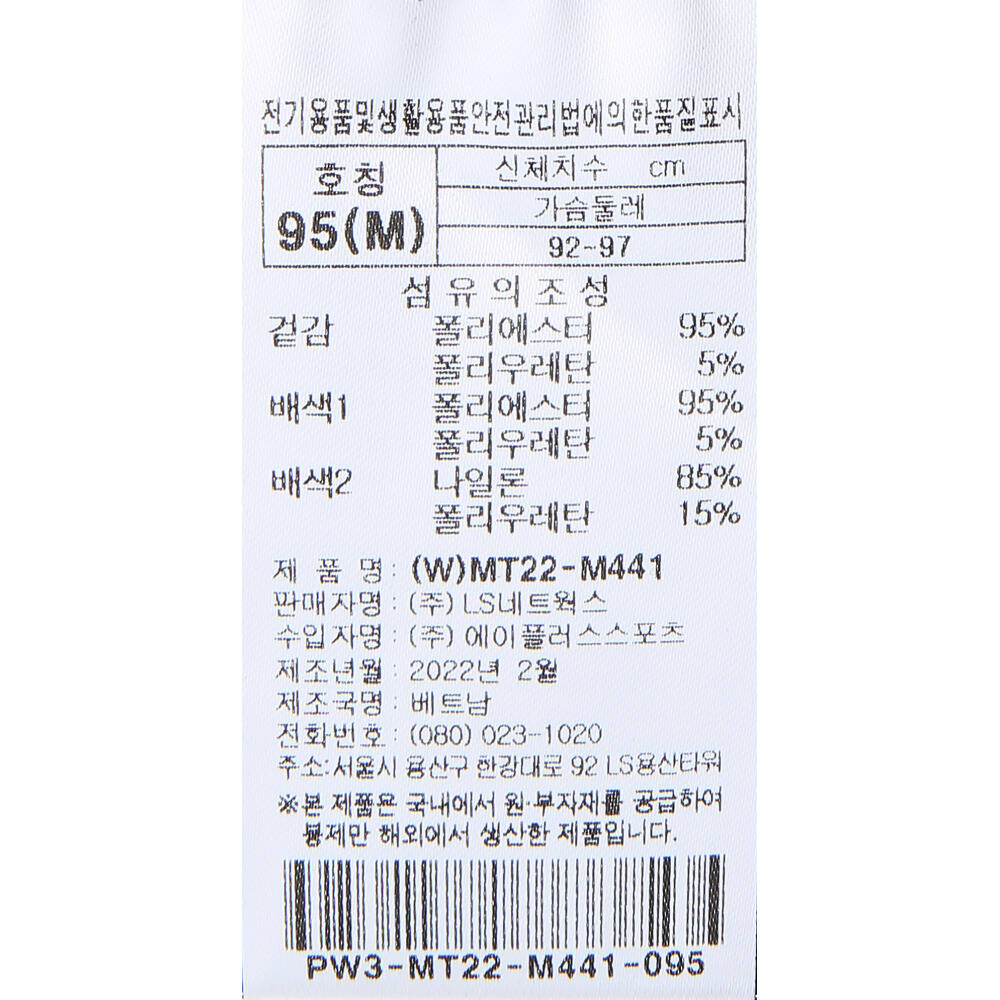 전기용품및생활용품안전관리법에의한품질표시
호칭
95(M)
신체치수 cm
가슴둘레
92-97
섬유의조성
겉감 폴리에스터 95%
폴리우레탄 5%
배색1 폴리에스터 95%
폴리우레탄 5%
배색2 나일론 85%
폴리우레탄 15%
제 품 명 : (W)MT22-M441
판매자명 : (주) LS네트웍스
수입자명 : (주) 에이플러스스포츠
제조년월 : 2022년 2월
제조국명 : 베트남
전화번호 : (080) 023-1020
주소:서울시 용산구 한강대로 92 LS용산타워
※본 제품은 국내에서 원·부자재를 공급하여
봉제만 해외에서 생산한 제품입니다.
PW3-MT22-M441-095